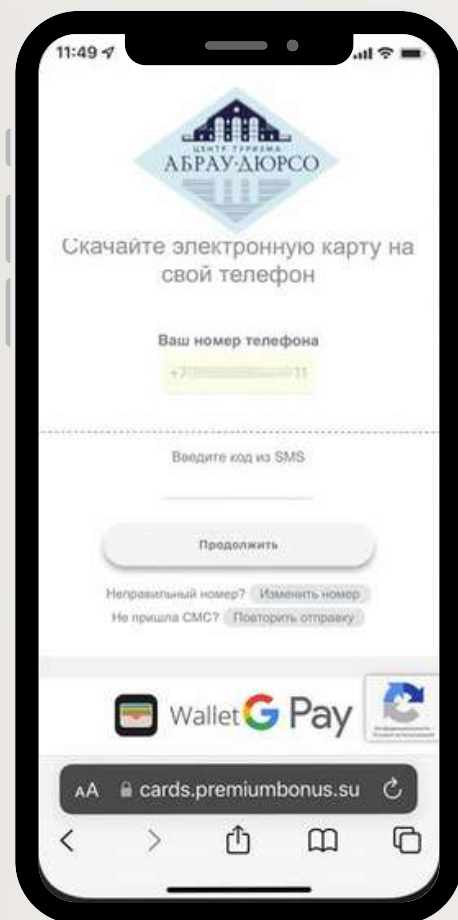 11:49
ЦЕНТР ТУРИЗМА
АБРАУ-ДЮРСО
Скачайте электронную карту на
свой телефон
Ваш номер телефона
+7 11
Введите код из SMS
Продолжить
Неправильный номер? Изменить номер
Не пришла СМС? Повторить отправку
Wallet G Pay
AA cards.premiumbonus.su